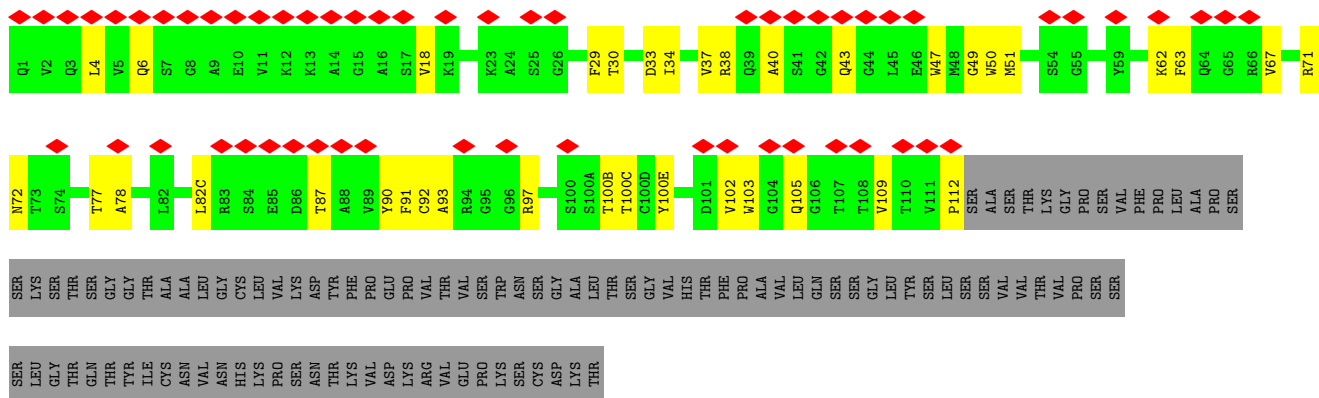 Q1 V2 Q3 L4 V5 Q6 S7 G8 A9 E10 V11 K12 K13 A14 G15 A16 S17 V18 K19 K23 A24 S25 G26 F29 T30 D33 I34 V37 R38 Q39 A40 S41 G42 Q43 G44 L45 E46 W47 M48 G49 W50 M51 S54 G55 Y59 K62 F63 Q64 G65 R66 V67 R71
N72 T73 S74 T77 A78 L82 L82C R83 S84 E85 D86 T87 A88 V89 Y90 F91 C92 A93 R94 G95 G96 R97 S100 S100A T100B T100C C100D Y100E D101 V102 W103 G104 Q105 G106 T107 T108 V109 T110 V111 P112 SER ALA SER THR LYS GLY PRO SER VAL PHE PRO LEU ALA PRO SER
SER LYS SER THR SER GLY GLY THR ALA ALA LEU GLY CYS LEU VAL LYS ASP TYR PHE PRO GLU PRO VAL THR VAL SER TRP ASN SER GLY ALA LEU THR SER GLY VAL HIS THR PHE PRO ALA VAL LEU GLN SER SER GLY LEU TYR SER LEU SER SER VAL VAL THR VAL PRO SER SER
SER LEU GLY THR GLN THR TYR ILE CYS ASN VAL ASN HIS LYS PRO SER ASN THR LYS VAL ASP LYS ARG VAL GLU PRO LYS SER CYS ASP LYS THR